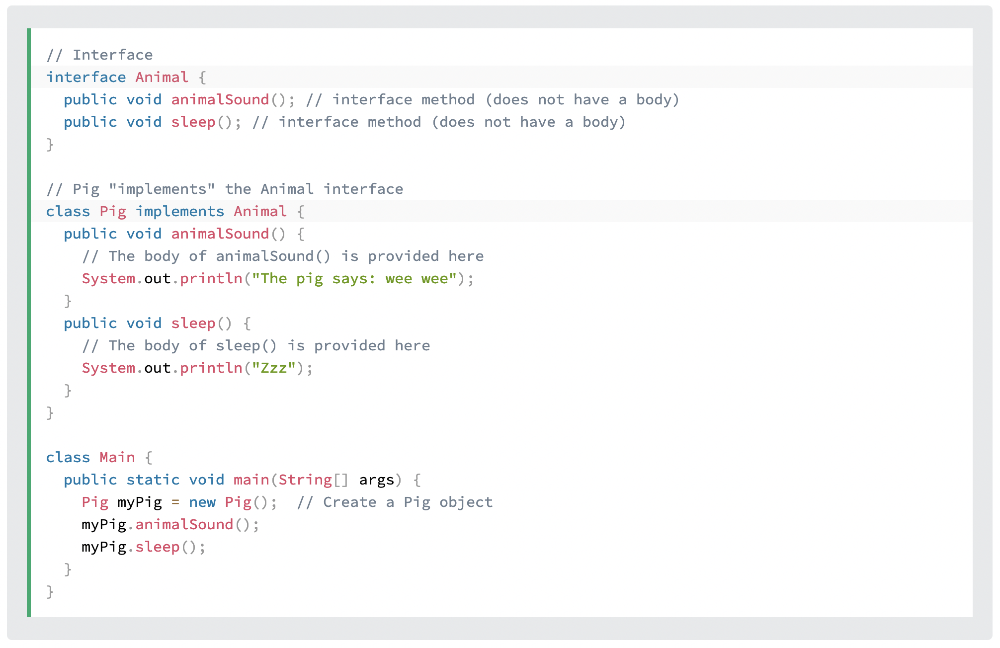 // Interface
interface Animal {
  public void animalSound(); // interface method (does not have a body)
  public void sleep(); // interface method (does not have a body)
}

// Pig "implements" the Animal interface
class Pig implements Animal {
  public void animalSound() {
    // The body of animalSound() is provided here
    System.out.println("The pig says: wee wee");
  }
  public void sleep() {
    // The body of sleep() is provided here
    System.out.println("Zzz");
  }
}

class Main {
  public static void main(String[] args) {
    Pig myPig = new Pig();  // Create a Pig object
    myPig.animalSound();
    myPig.sleep();
  }
}